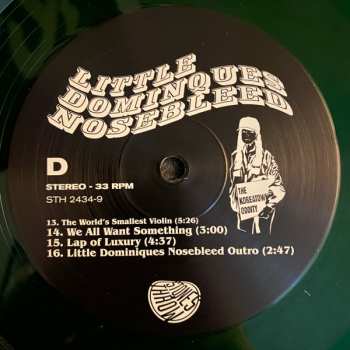 LITTLE
DOMINIQUES
NOSEBLEED
D
STEREO - 33 RPM
STH 2434-9
THE
KOREATOWN
ODDITY
13. The World's Smallest Violin (5:26)
14. We All Want Something (3:00)
15. Lap of Luxury (4:37)
16. Little Dominiques Nosebleed Outro (2:47)
STONES
THROW